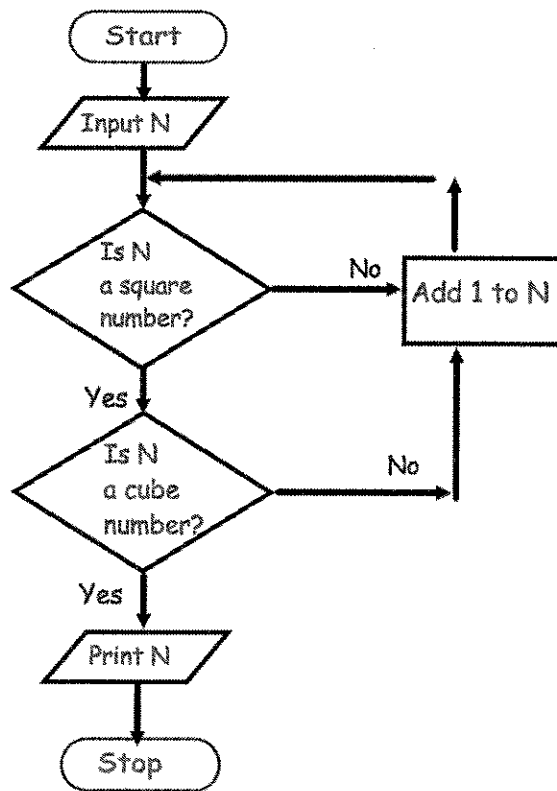 Start
Input N
Is N
a square
number?
No
Add 1 to N
Yes
Is N
a cube
number?
No
Yes
Print N
Stop